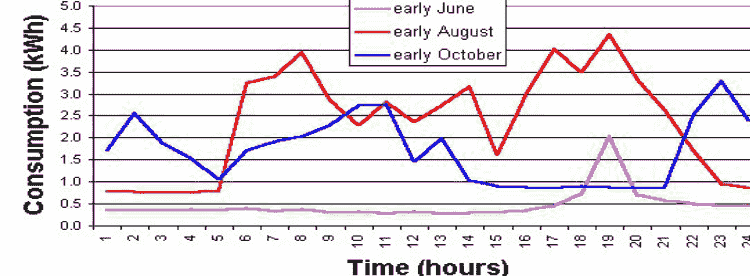 5.0
4.5
4.0
3.5
3.0
2.5
2.0
1.5
1.0
0.5
0.0
Consumption (kWh)
early June
early August
early October
1 2 3 4 5 6 7 8 9 10 11 12 13 14 15 16 17 18 19 20 21 22 23 24
Time (hours)